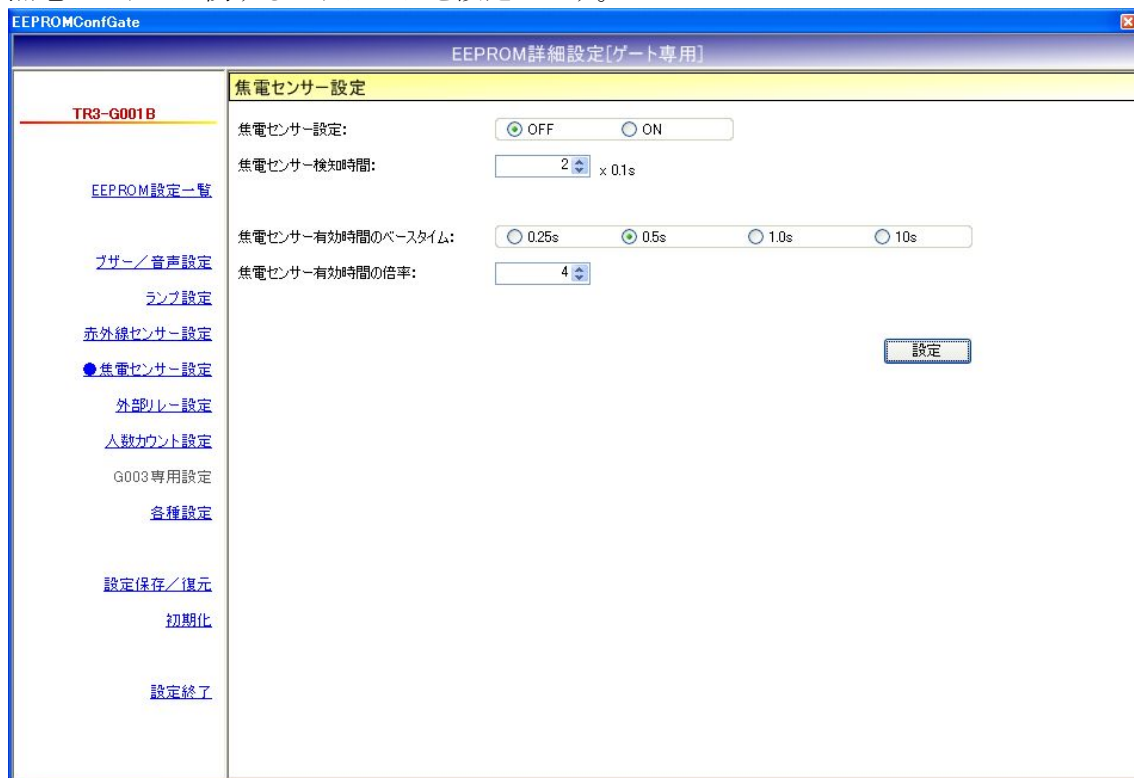 EEPROMConfGate
EEPROM詳細設定[ゲート専用]
TR3-G001B
EEPROM設定一覧
ブザー／音声設定
ランプ設定
赤外線センサー設定
●焦電センサー設定
外部リレー設定
人数カウント設定
G003専用設定
各種設定
設定保存／復元
初期化
設定終了
焦電センサー設定
焦電センサー設定: OFF ON
焦電センサー検知時間: 2 x 0.1s
焦電センサー有効時間のベースタイム: 0.25s 0.5s 1.0s 10s
焦電センサー有効時間の倍率: 4
設定